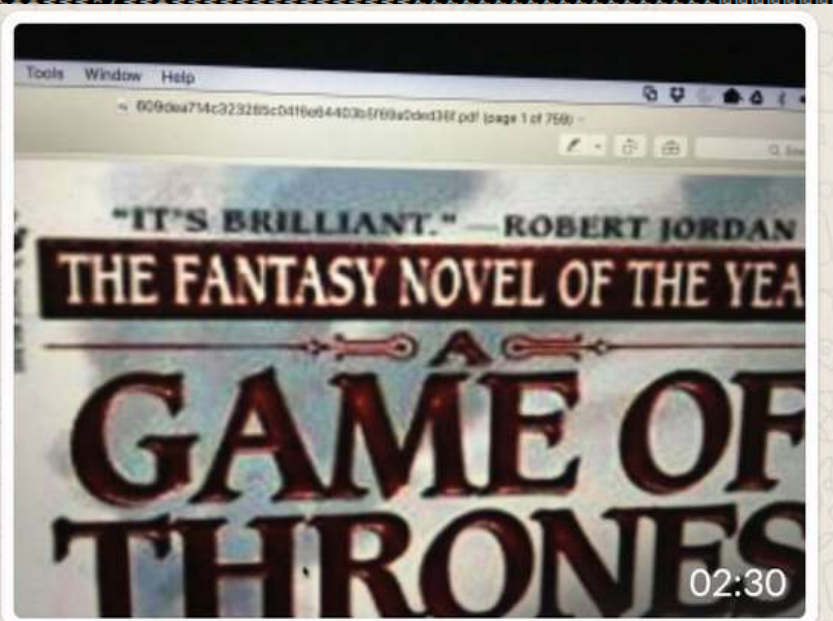 Tools Window Help
(page 1 of 759)
"IT'S BRILLIANT." —ROBERT JORDAN
THE FANTASY NOVEL OF THE YEA
A
GAME OF
THRONES
02:30